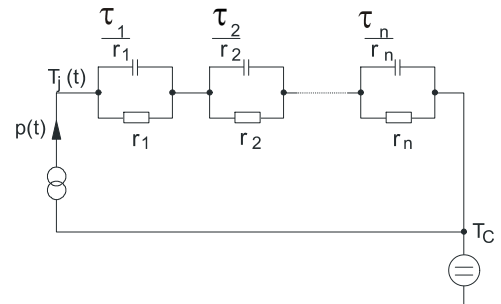 τ1 τ2 τn
r1 r2 rn
Tj(t)
p(t)
r1 r2 rn
TC